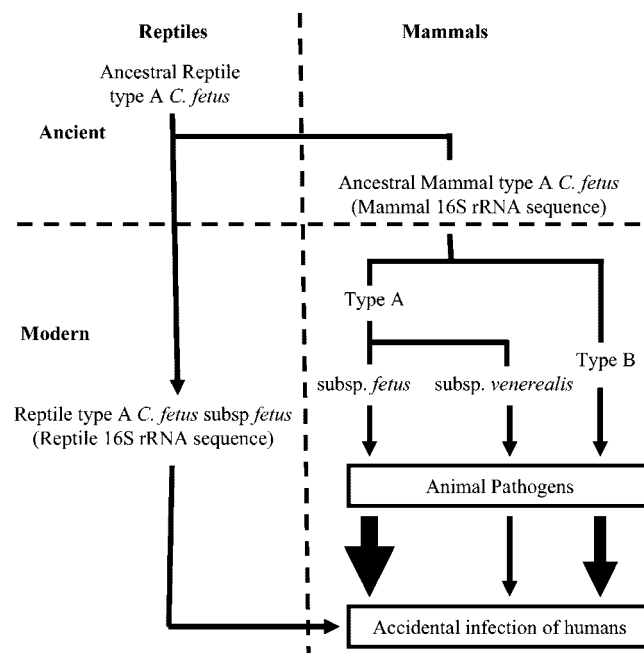 Reptiles
Mammals
Ancestral Reptile
type A C. fetus
Ancient
Ancestral Mammal type A C. fetus
(Mammal 16S rRNA sequence)
Type A
Modern
Type B
subsp. fetus
subsp. venerealis
Reptile type A C. fetus subsp fetus
(Reptile 16S rRNA sequence)
Animal Pathogens
Accidental infection of humans